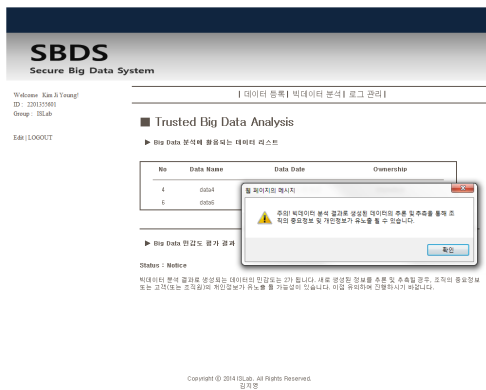 SBDS
Secure Big Data System
Welcome Kim Ji Young!
ID : 2201355601
Group : ISLab
Edit | LOGOUT
| 데이터 등록 | 빅데이터 분석 | 로그 관리 |
■ Trusted Big Data Analysis
▶ Big Data 분석에 활용되는 데이터 리스트
No Data Name Data Date Ownership
4 data4
6 data6
웹 페이지의 메시지
주의! 빅데이터 분석 결과로 생성된 데이터의 추론 및 추측을 통해 조
직의 중요정보 및 개인정보가 유노출 될 수 있습니다.
확인
▶ Big Data 민감도 평가 결과
Status : Notice
빅데이터 분석 결과로 생성되는 데이터의 민감도는 2가 됩니다. 새로 생성된 정보를 추론 및 추측될 경우, 조직의 중요정보
또는 고객(또는 조직원)의 개인정보가 유노출 될 가능성이 있습니다. 이점 유의하여 진행하시기 바랍니다.
Copyright ⓒ 2014 ISLab. All Rights Reserved.
김지영